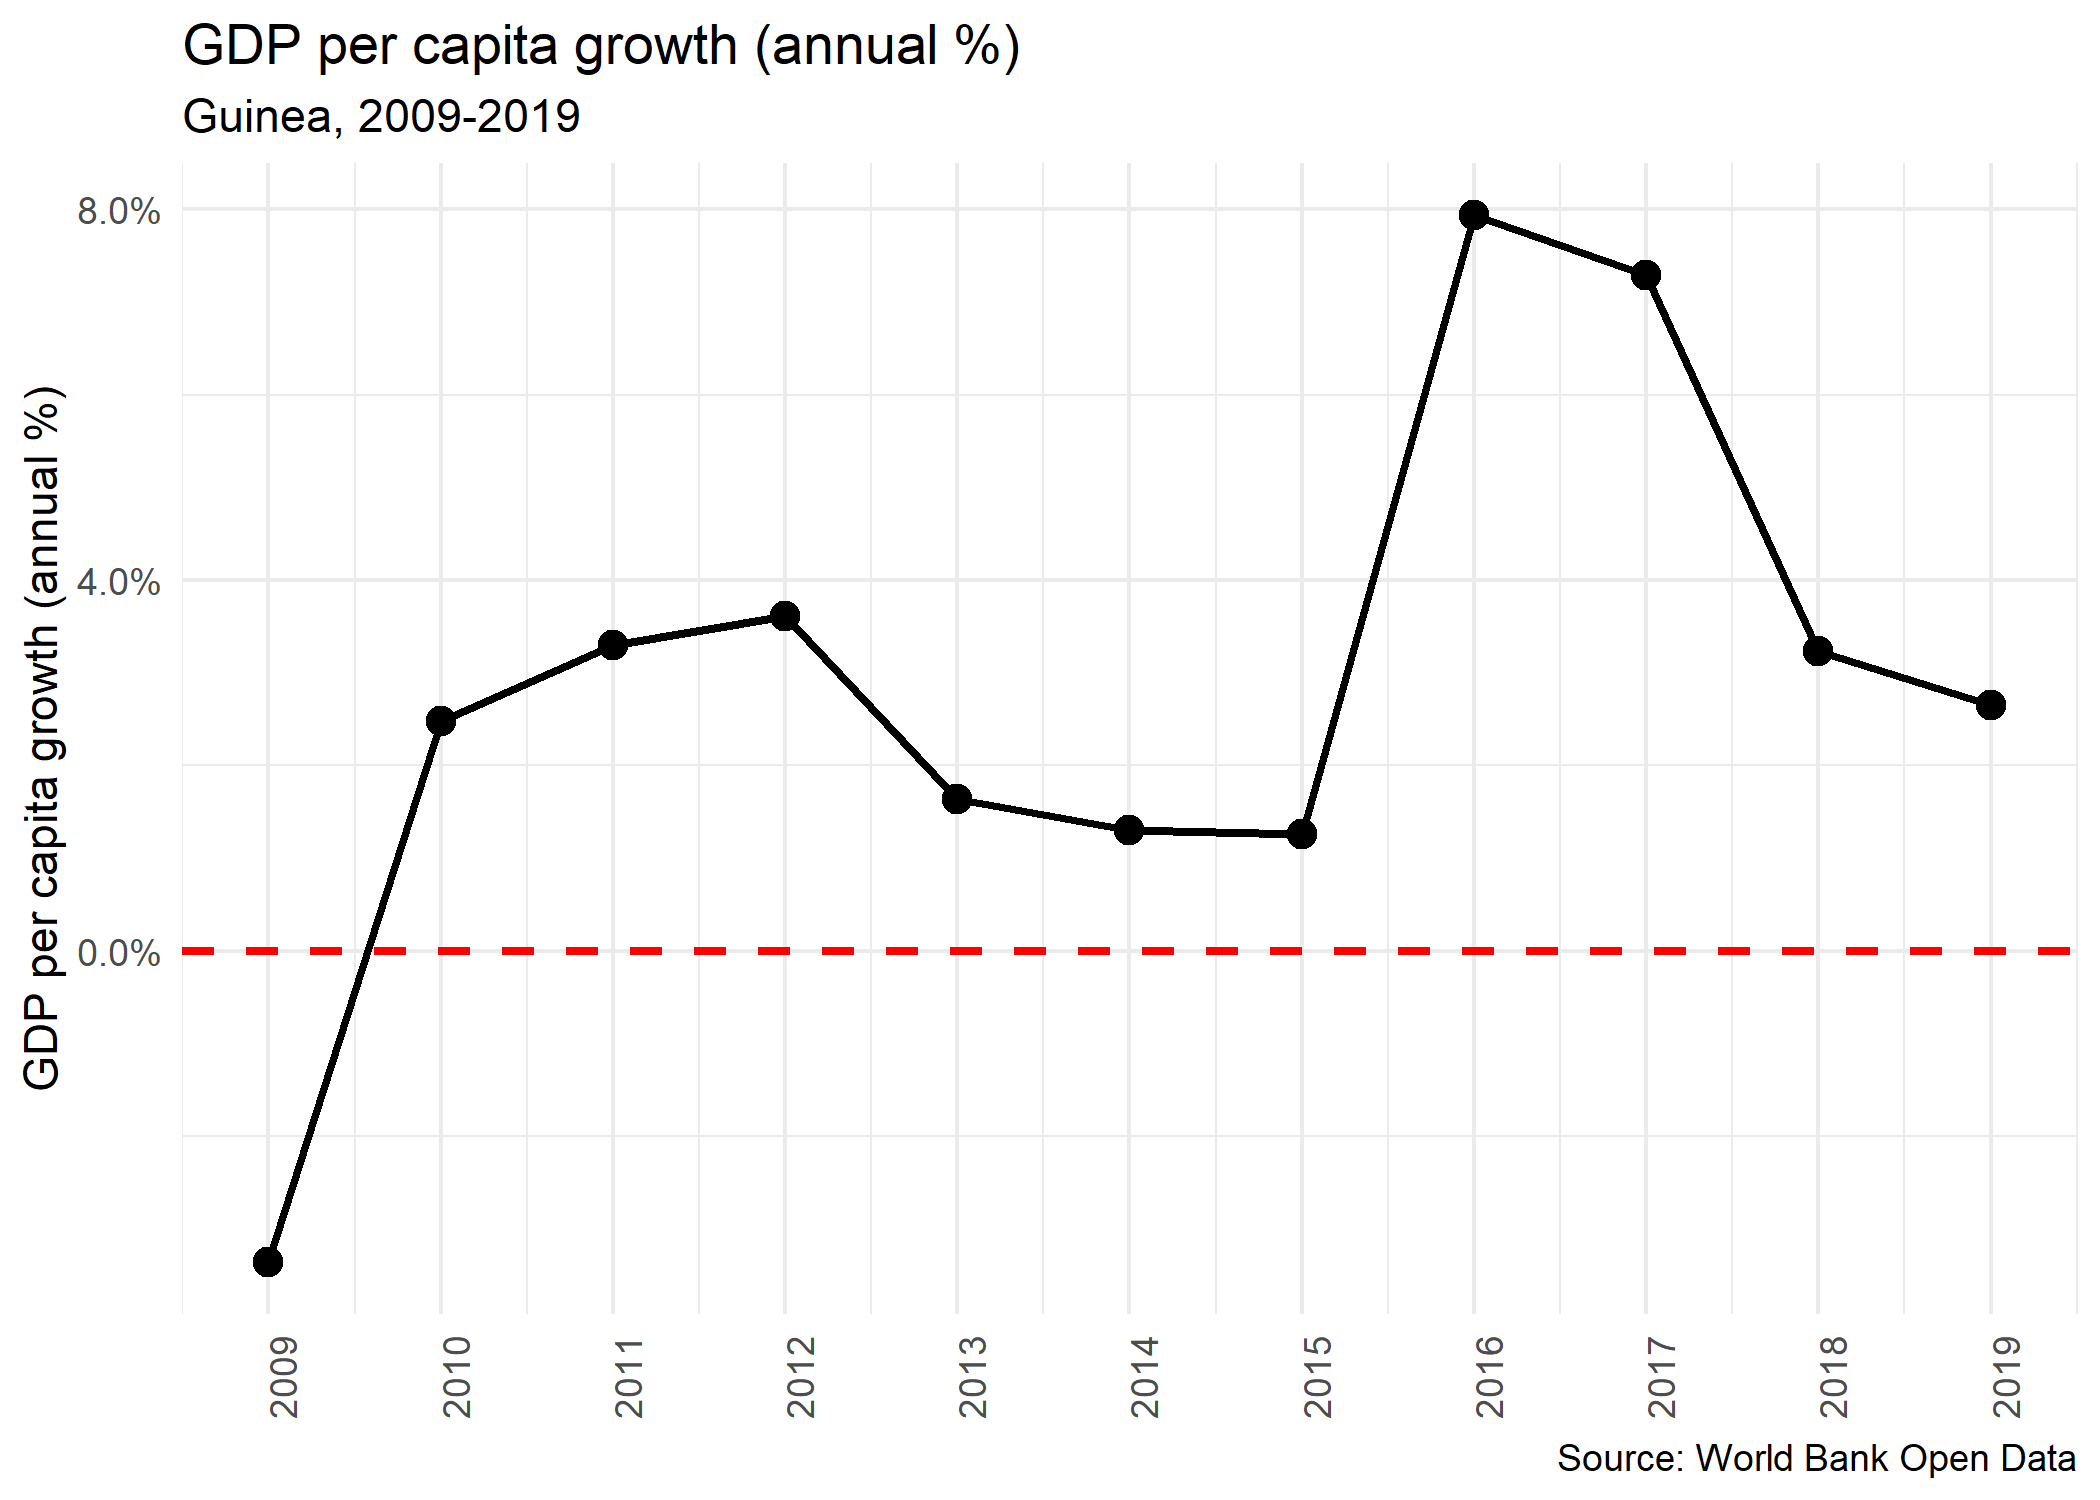 GDP per capita growth (annual %)
Guinea, 2009-2019
GDP per capita growth (annual %)
8.0%
4.0%
0.0%
2009 2010 2011 2012 2013 2014 2015 2016 2017 2018 2019
Source: World Bank Open Data